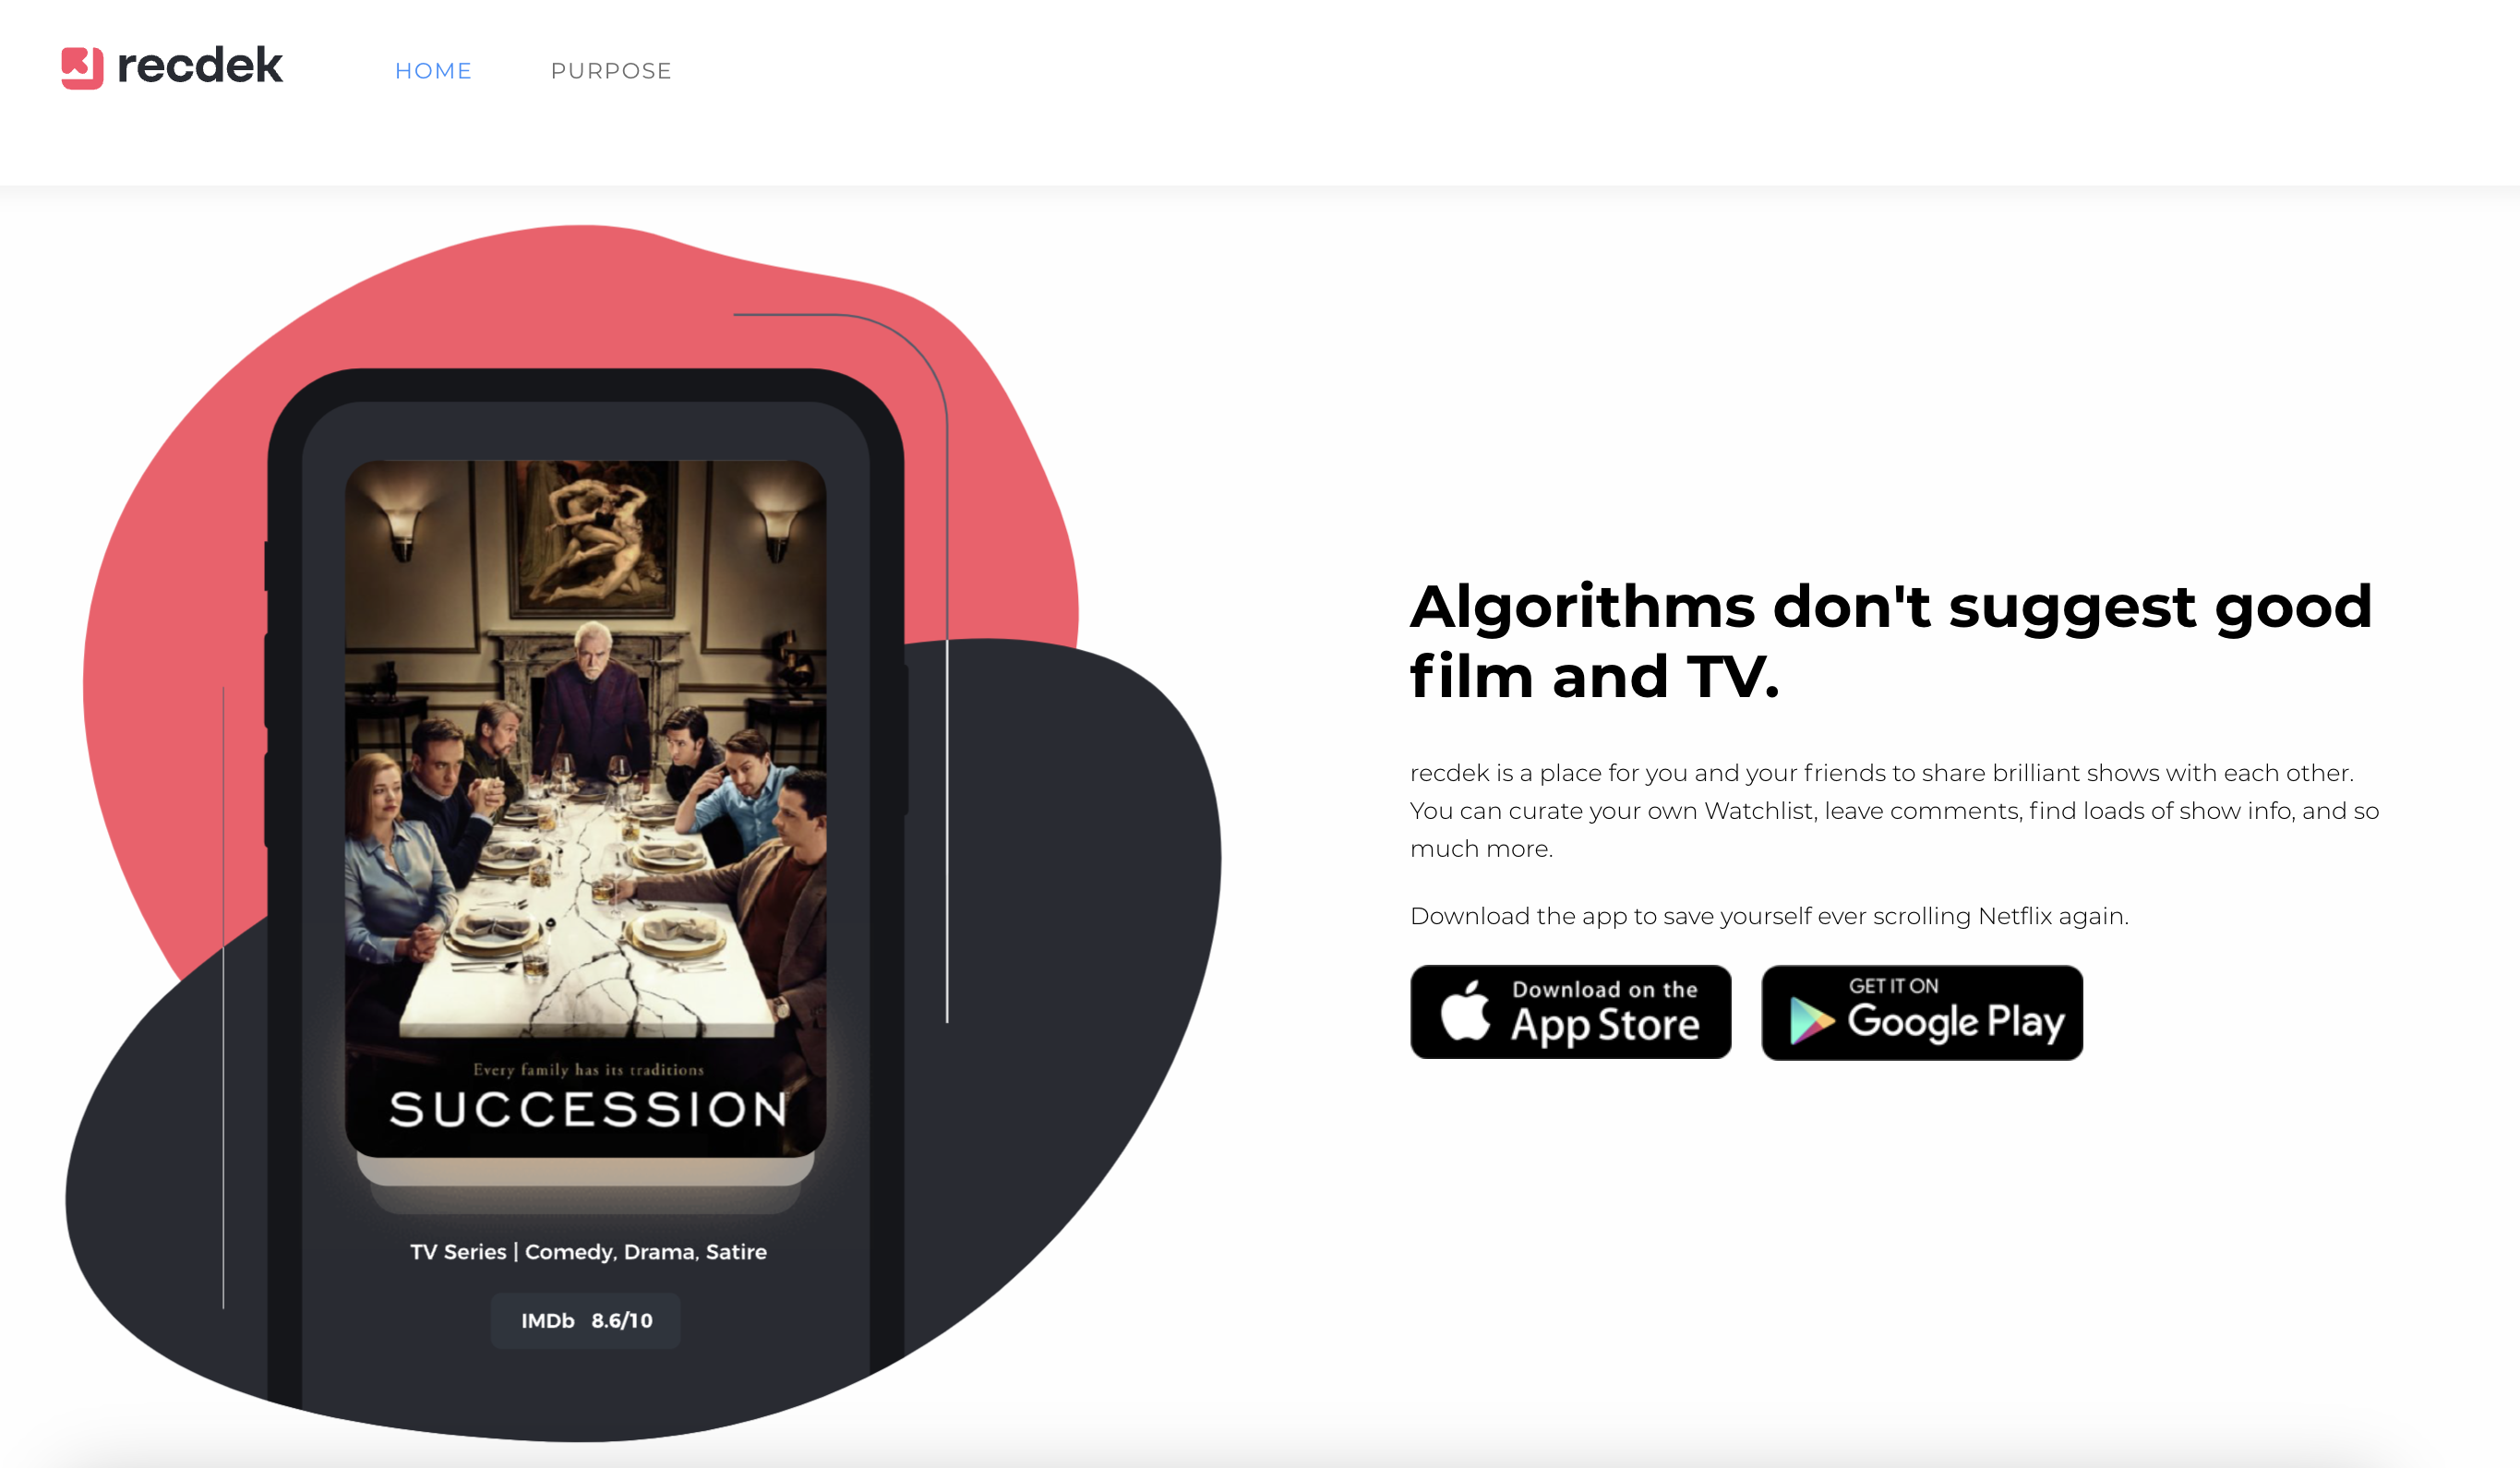 recdek
HOME
PURPOSE
Every family has its traditions
SUCCESSION
TV Series | Comedy, Drama, Satire
IMDb 8.6/10
Algorithms don't suggest good
film and TV.
recdek is a place for you and your friends to share brilliant shows with each other.
You can curate your own Watchlist, leave comments, find loads of show info, and so
much more.
Download the app to save yourself ever scrolling Netflix again.
Download on the
App Store
GET IT ON
Google Play